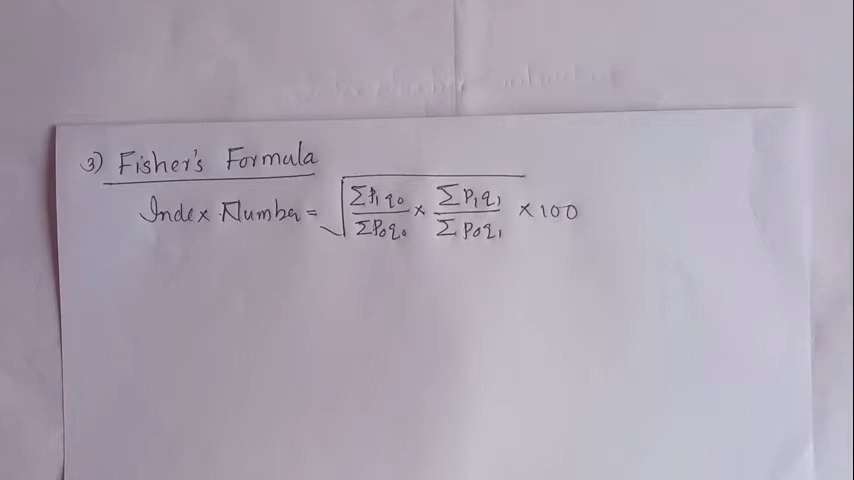 3) Fisher's Formula
Index Number = √(Σp₁q₀/Σp₀q₀ × Σp₁q₁/Σp₀q₁) × 100